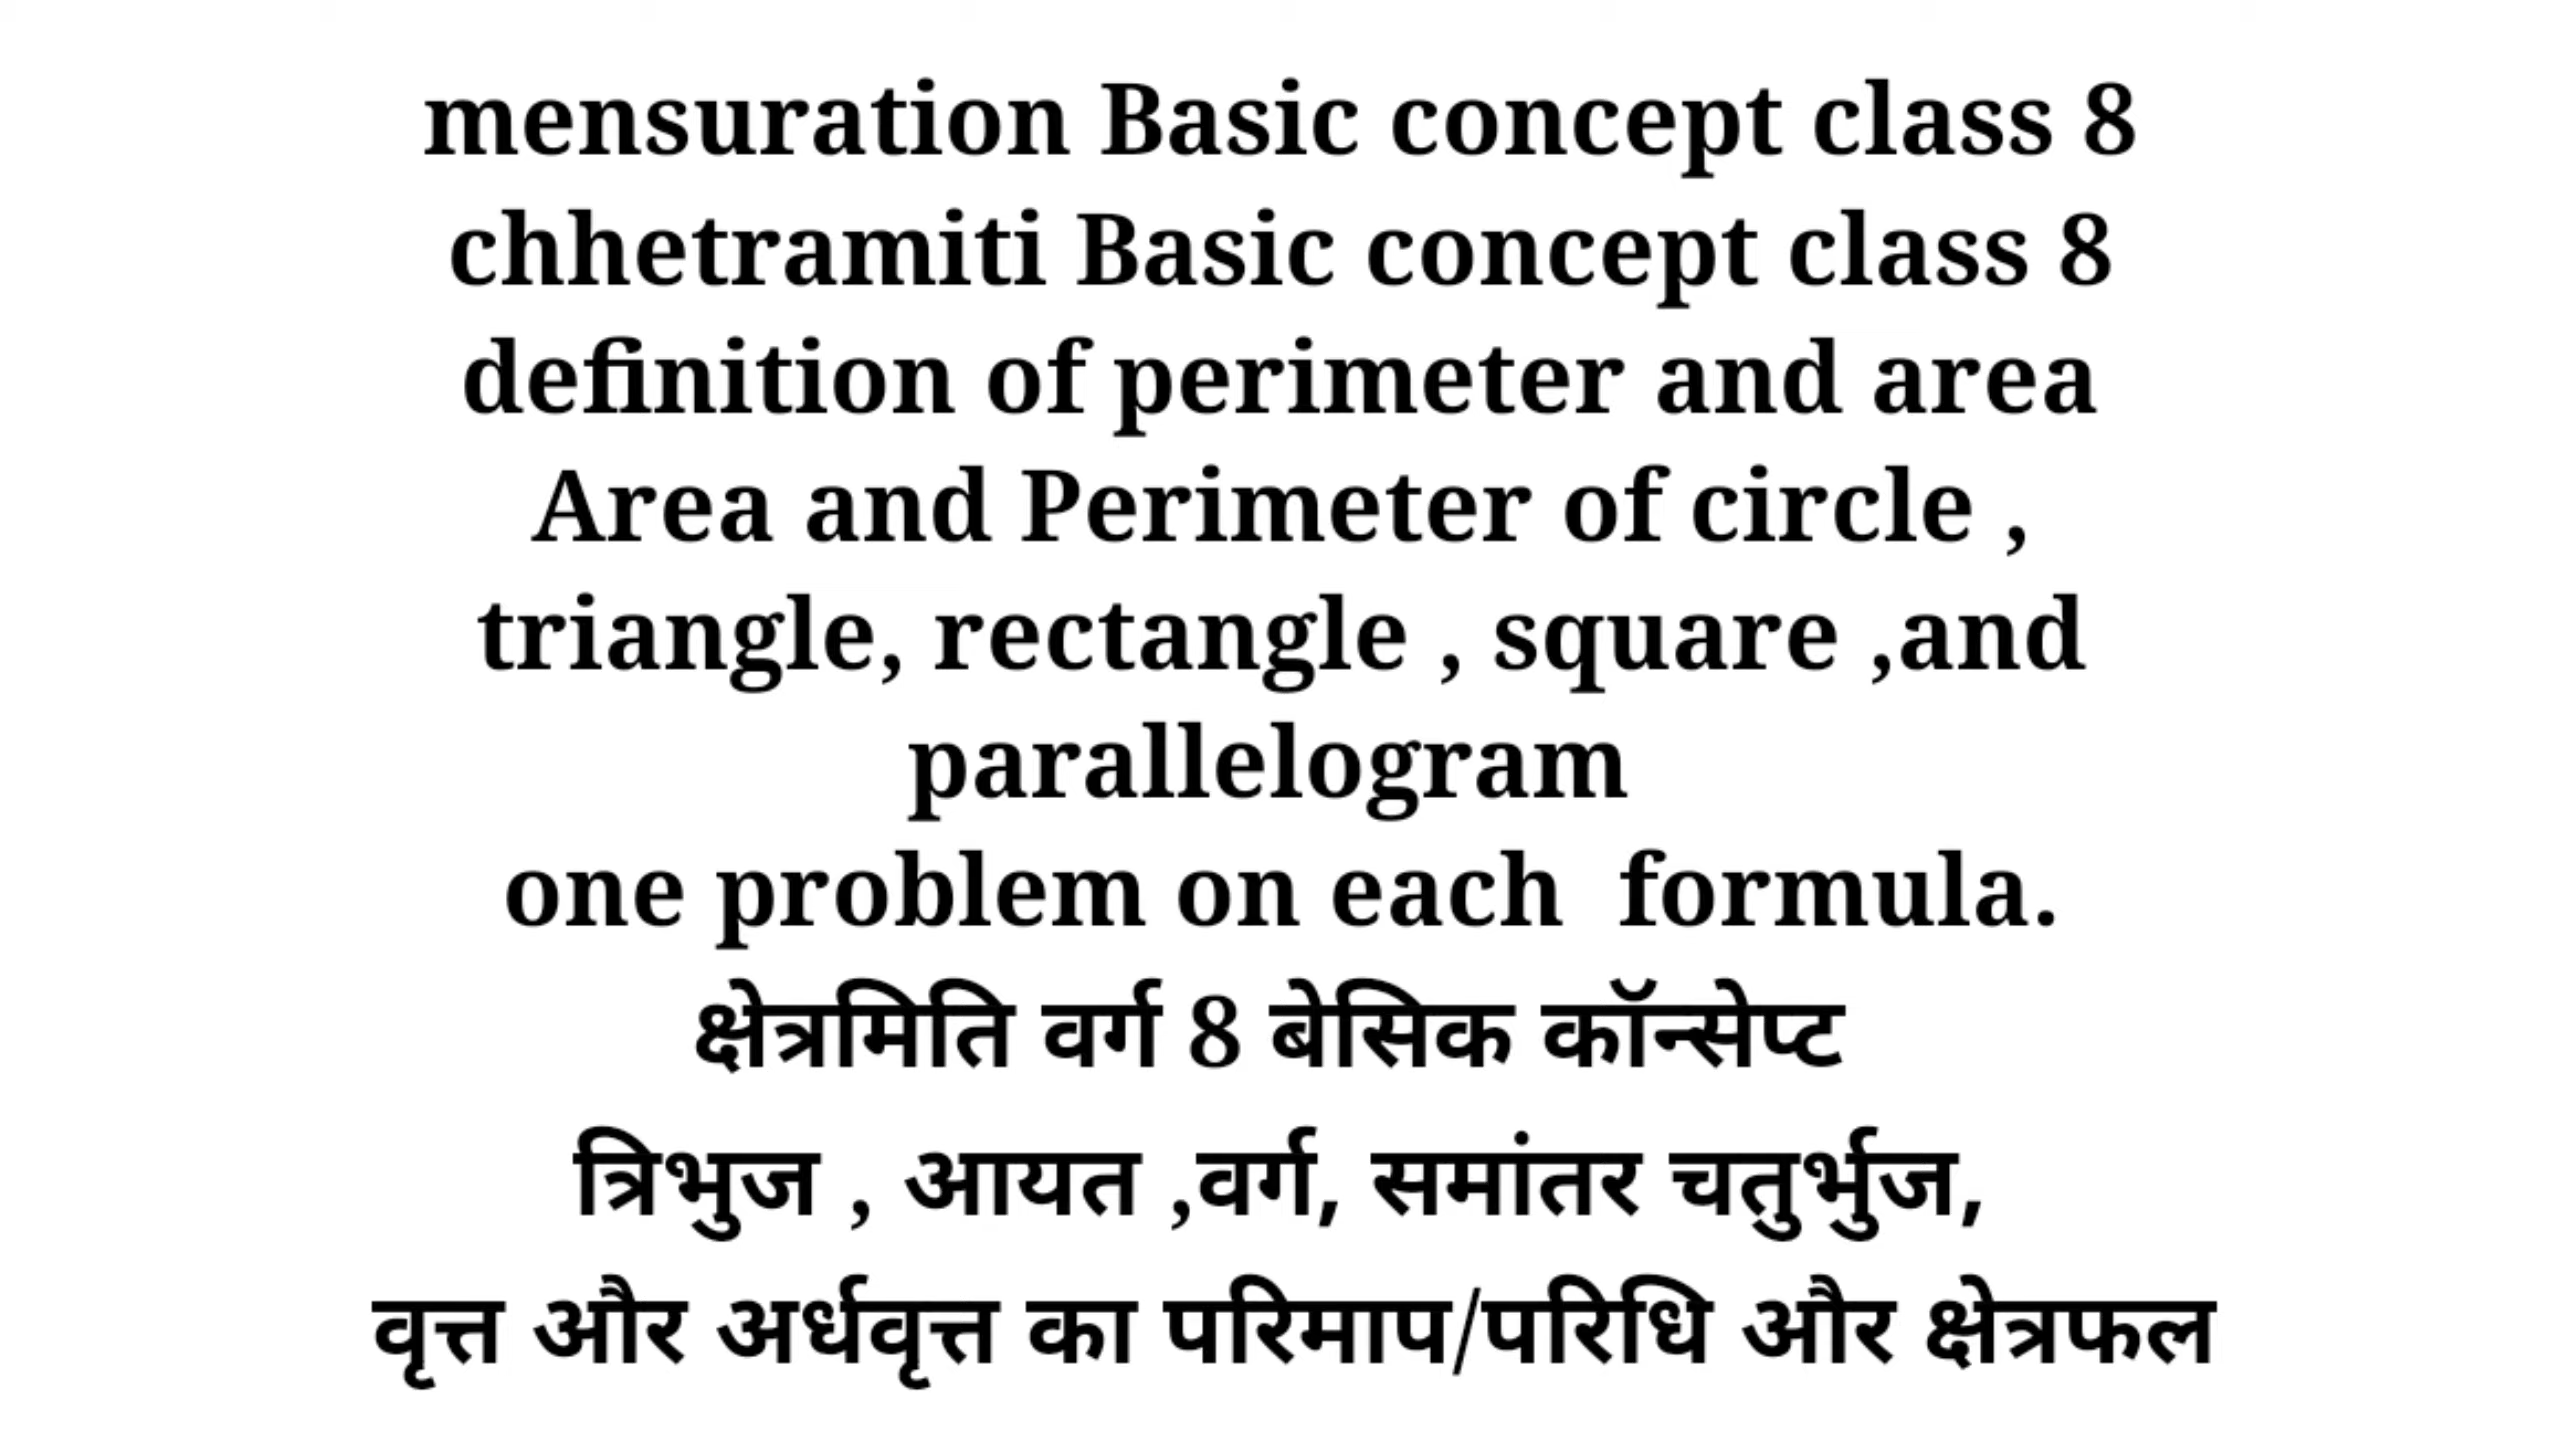 mensuration Basic concept class 8
chhetramiti Basic concept class 8
definition of perimeter and area
Area and Perimeter of circle ,
triangle, rectangle , square ,and
parallelogram
one problem on each  formula.
क्षेत्रमिति वर्ग 8 बेसिक कॉन्सेप्ट
त्रिभुज , आयत ,वर्ग, समांतर चतुर्भुज,
वृत्त और अर्धवृत्त का परिमाप/परिधि और क्षेत्रफल